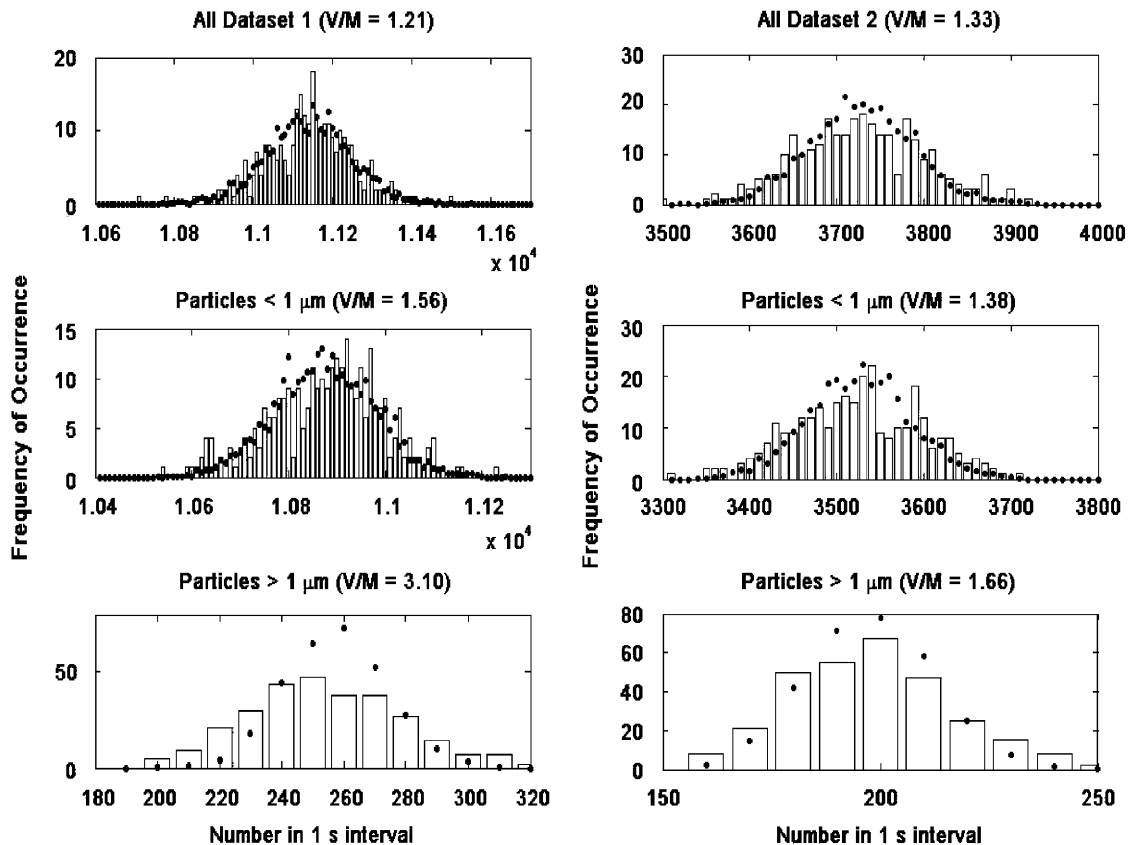 All Dataset 1 (V/M = 1.21)
20
10
0
1.06 1.08 1.1 1.12 1.14 1.16
x 10⁴
All Dataset 2 (V/M = 1.33)
30
20
10
0
3500 3600 3700 3800 3900 4000
Frequency of Occurrence
Particles < 1 μm (V/M = 1.56)
15
10
5
0
1.04 1.06 1.08 1.1 1.12
x 10⁴
Frequency of Occurrence
Particles < 1 μm (V/M = 1.38)
30
20
10
0
3300 3400 3500 3600 3700 3800
Particles > 1 μm (V/M = 3.10)
50
0
180 200 220 240 260 280 300 320
Number in 1 s interval
Particles > 1 μm (V/M = 1.66)
80
60
40
20
0
150 200 250
Number in 1 s interval